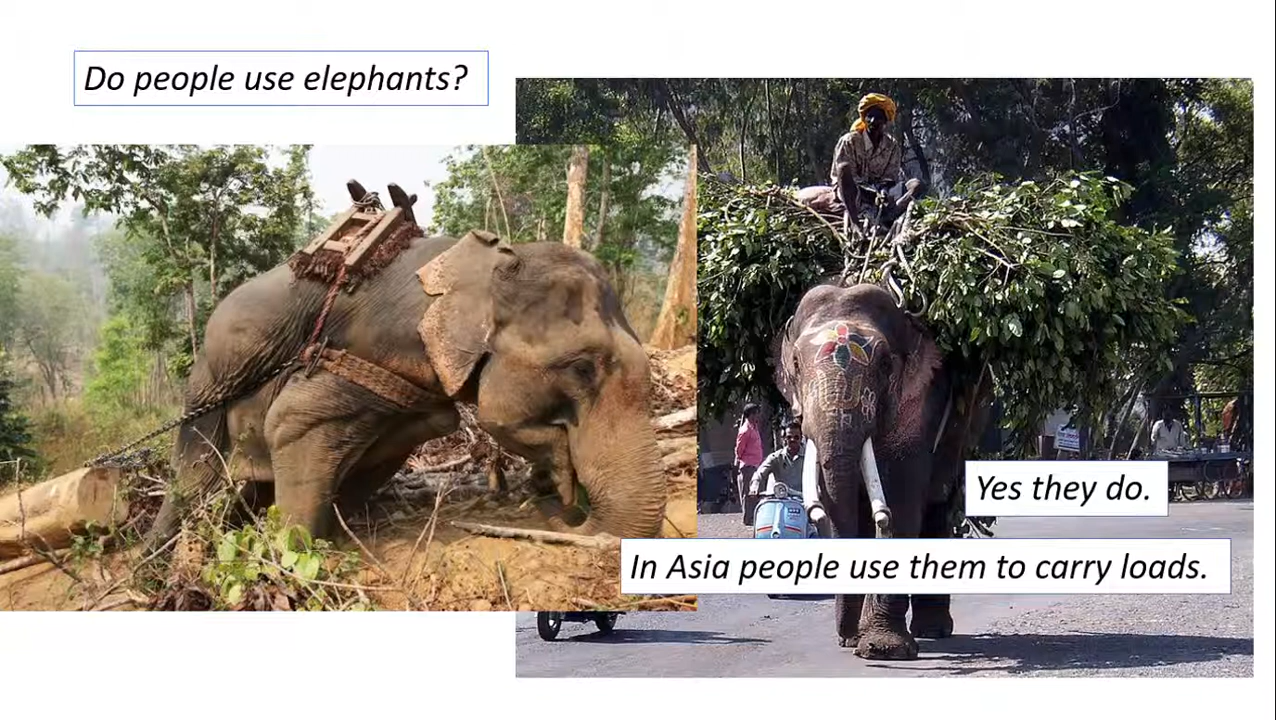 Do people use elephants?
Yes they do.
In Asia people use them to carry loads.